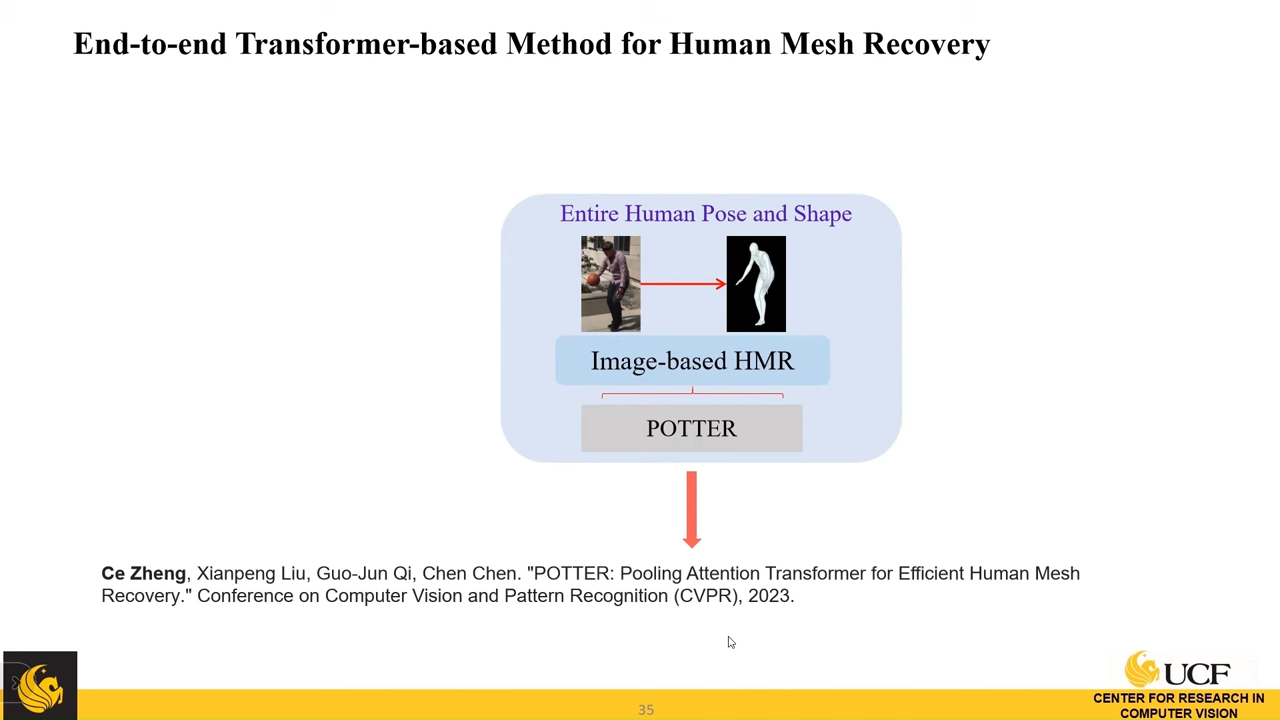 End-to-end Transformer-based Method for Human Mesh Recovery
Entire Human Pose and Shape
Image-based HMR
POTTER
Ce Zheng, Xianpeng Liu, Guo-Jun Qi, Chen Chen. "POTTER: Pooling Attention Transformer for Efficient Human Mesh
Recovery." Conference on Computer Vision and Pattern Recognition (CVPR), 2023.
35
UCF
CENTER FOR RESEARCH IN
COMPUTER VISION